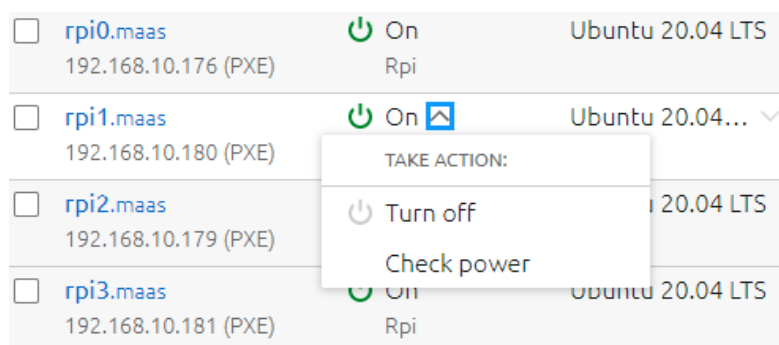 rpi0.maas On Ubuntu 20.04 LTS
192.168.10.176 (PXE) Rpi
rpi1.maas On Ubuntu 20.04...
192.168.10.180 (PXE)
TAKE ACTION:
Turn off
Check power
rpi2.maas 20.04 LTS
192.168.10.179 (PXE)
rpi3.maas On Ubuntu 20.04 LTS
192.168.10.181 (PXE) Rpi